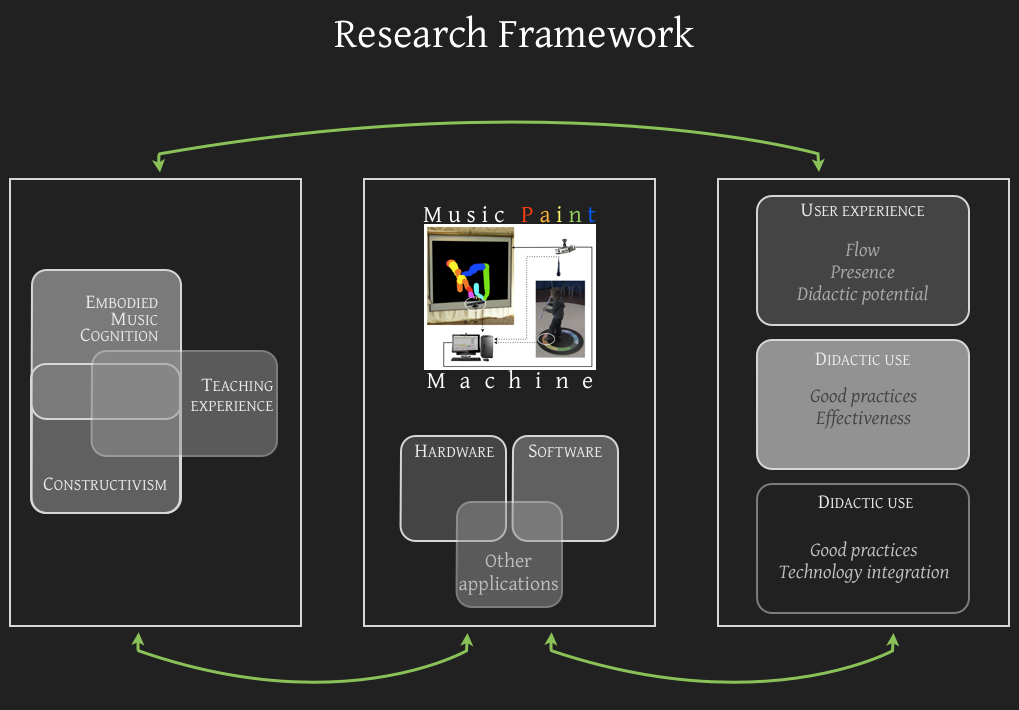 Research Framework
EMBODIED
MUSIC
COGNITION
TEACHING
EXPERIENCE
CONSTRUCTIVISM
Music Paint
Machine
HARDWARE
SOFTWARE
Other
applications
USER EXPERIENCE
Flow
Presence
Didactic potential
DIDACTIC USE
Good practices
Effectiveness
DIDACTIC USE
Good practices
Technology integration